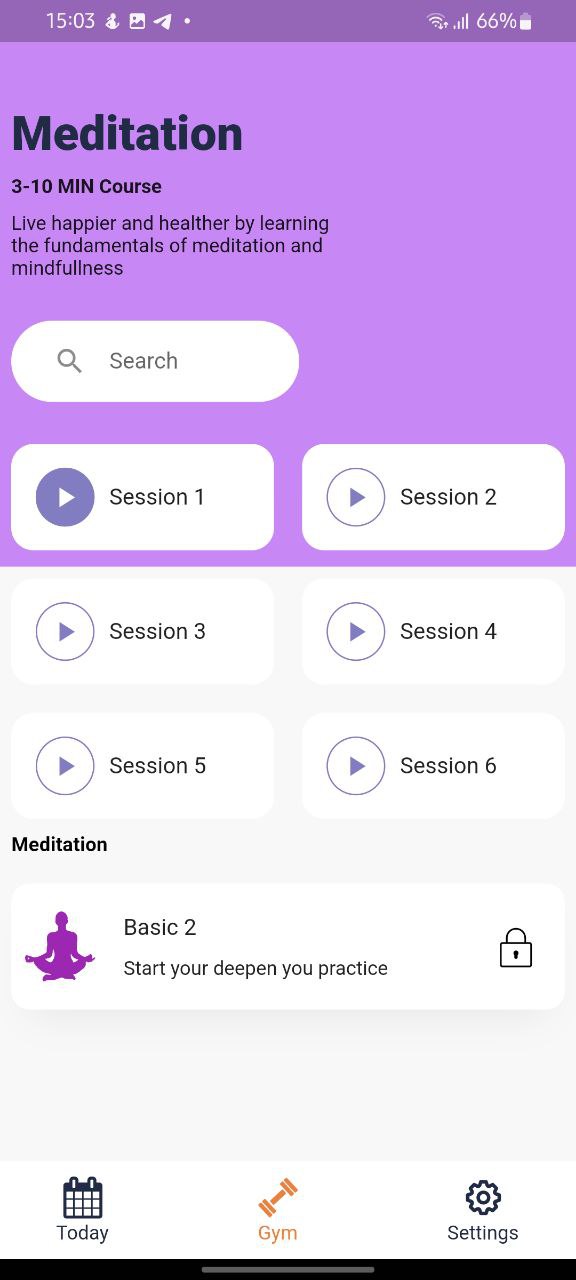 15:03 66%
Meditation
3-10 MIN Course
Live happier and healther by learning
the fundamentals of meditation and
mindfullness
Search
Session 1 Session 2
Session 3 Session 4
Session 5 Session 6
Meditation
Basic 2
Start your deepen you practice
Today Gym Settings